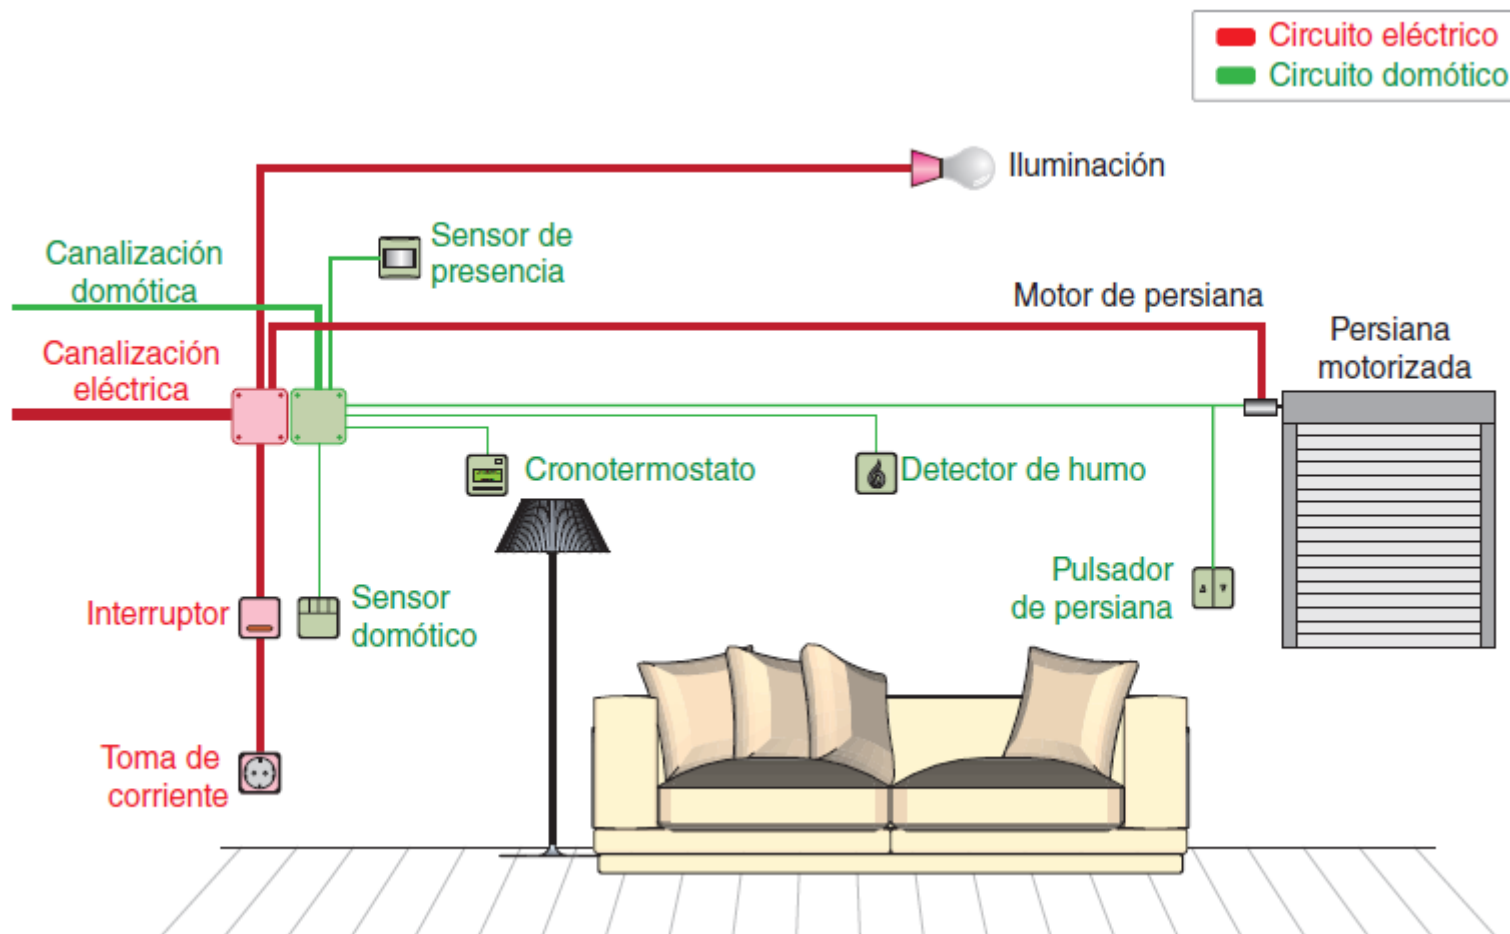 Circuito eléctrico
Circuito domótico
Iluminación
Sensor de
presencia
Canalización
domótica
Motor de persiana
Persiana
motorizada
Canalización
eléctrica
Cronotermostato
Detector de humo
Pulsador
de persiana
Interruptor
Sensor
domótico
Toma de
corriente